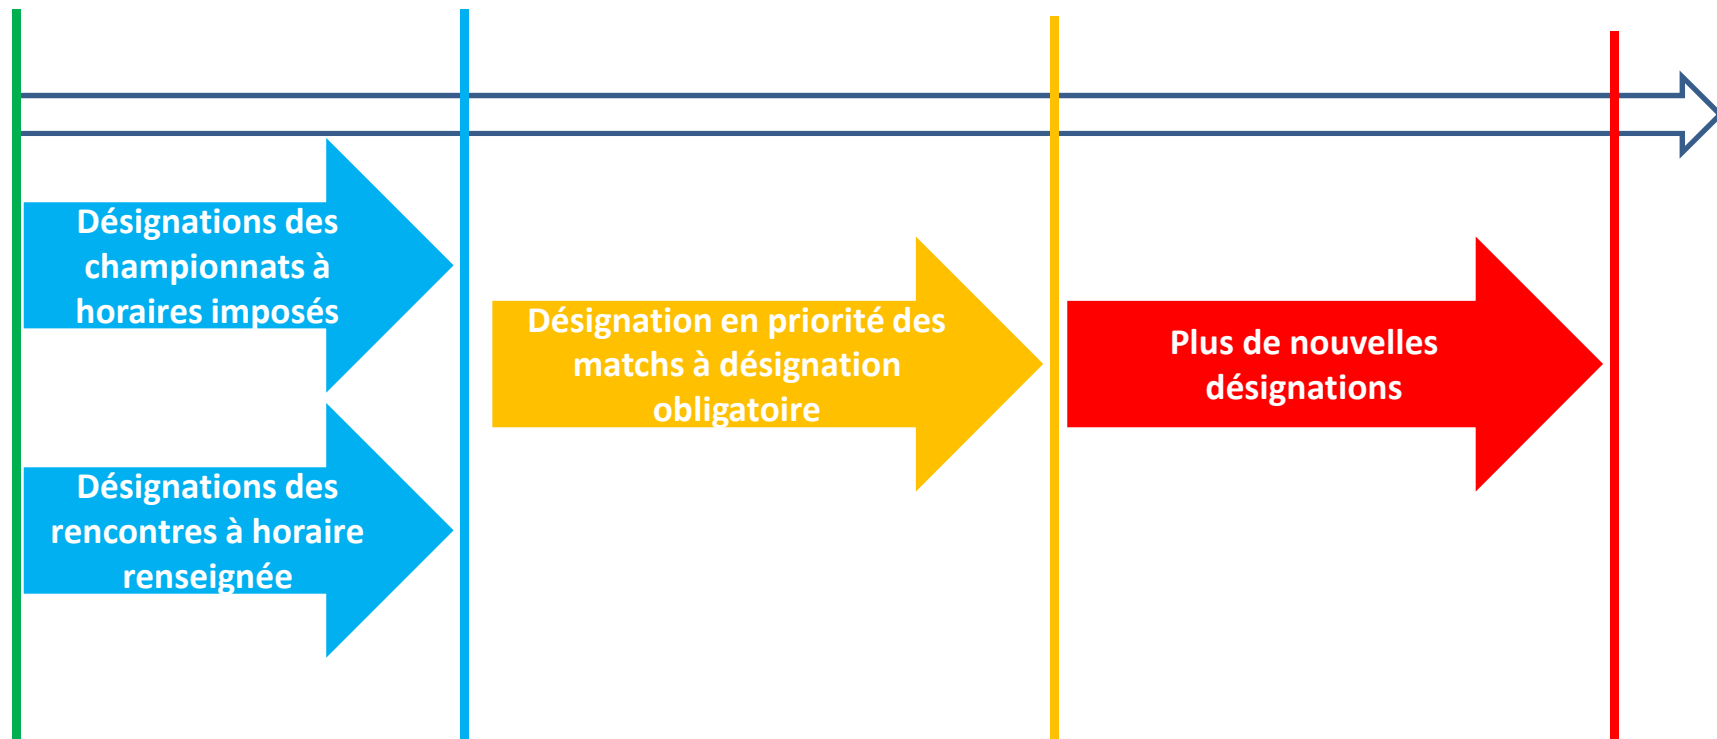 Désignations des
championnats à
horaires imposés
Désignations des
rencontres à horaire
renseignée
Désignation en priorité des
matchs à désignation
obligatoire
Plus de nouvelles
désignations